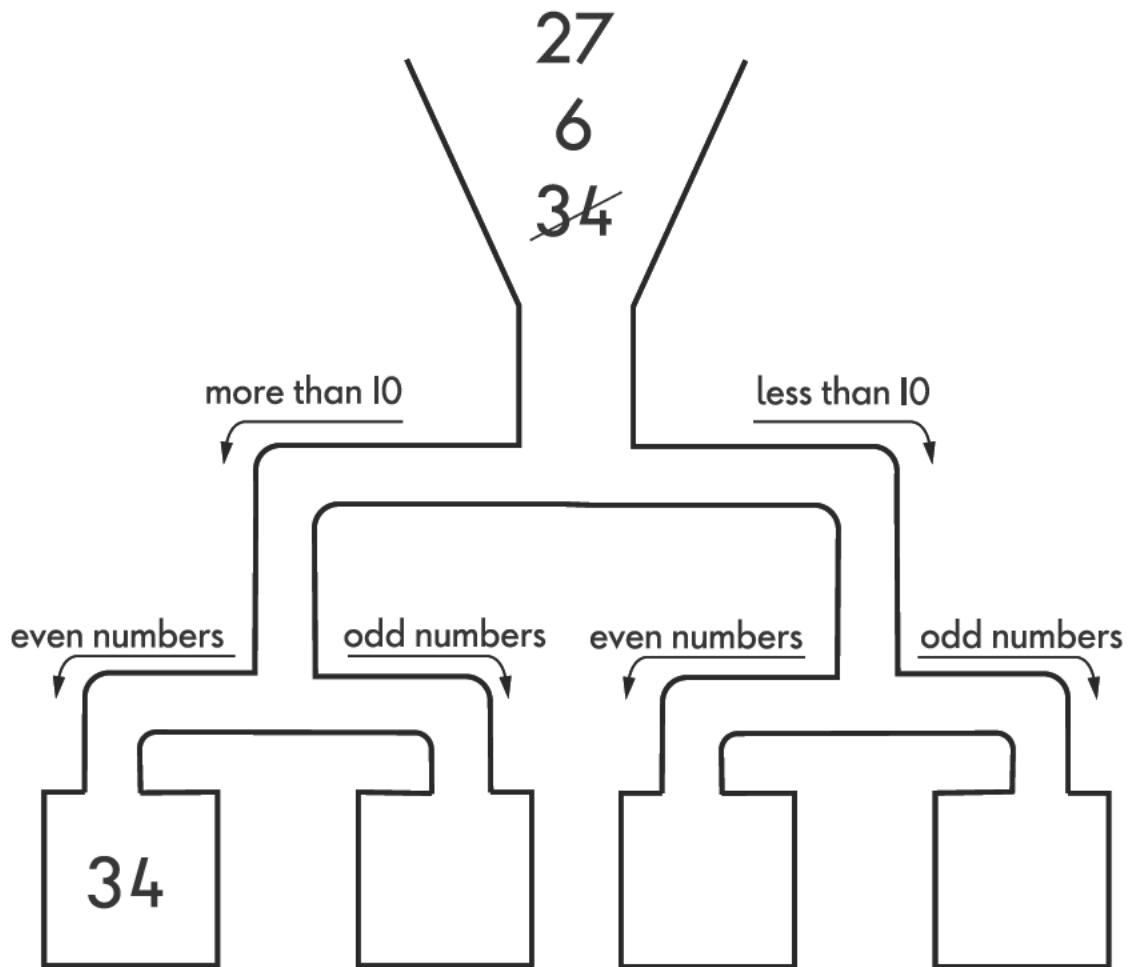 27
6
34
more than 10
less than 10
even numbers
odd numbers
even numbers
odd numbers
34